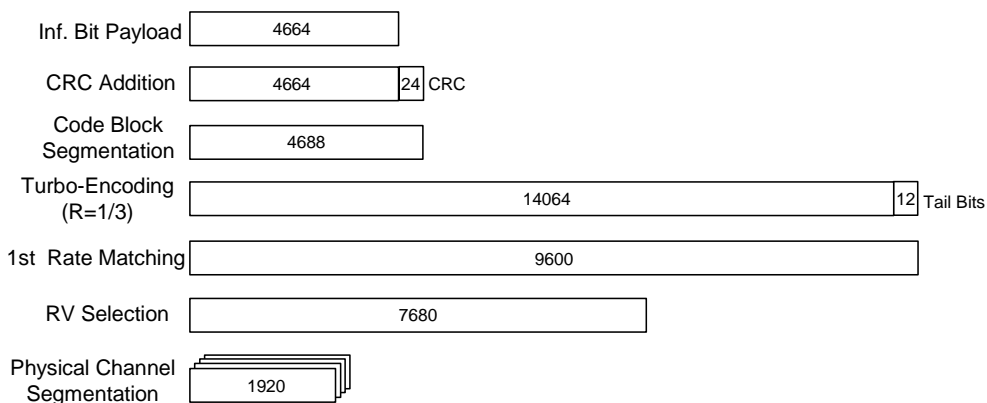 Inf. Bit Payload 4664
CRC Addition 4664 24 CRC
Code Block
Segmentation 4688
Turbo-Encoding
(R=1/3) 14064 12 Tail Bits
1st Rate Matching 9600
RV Selection 7680
Physical Channel
Segmentation 1920